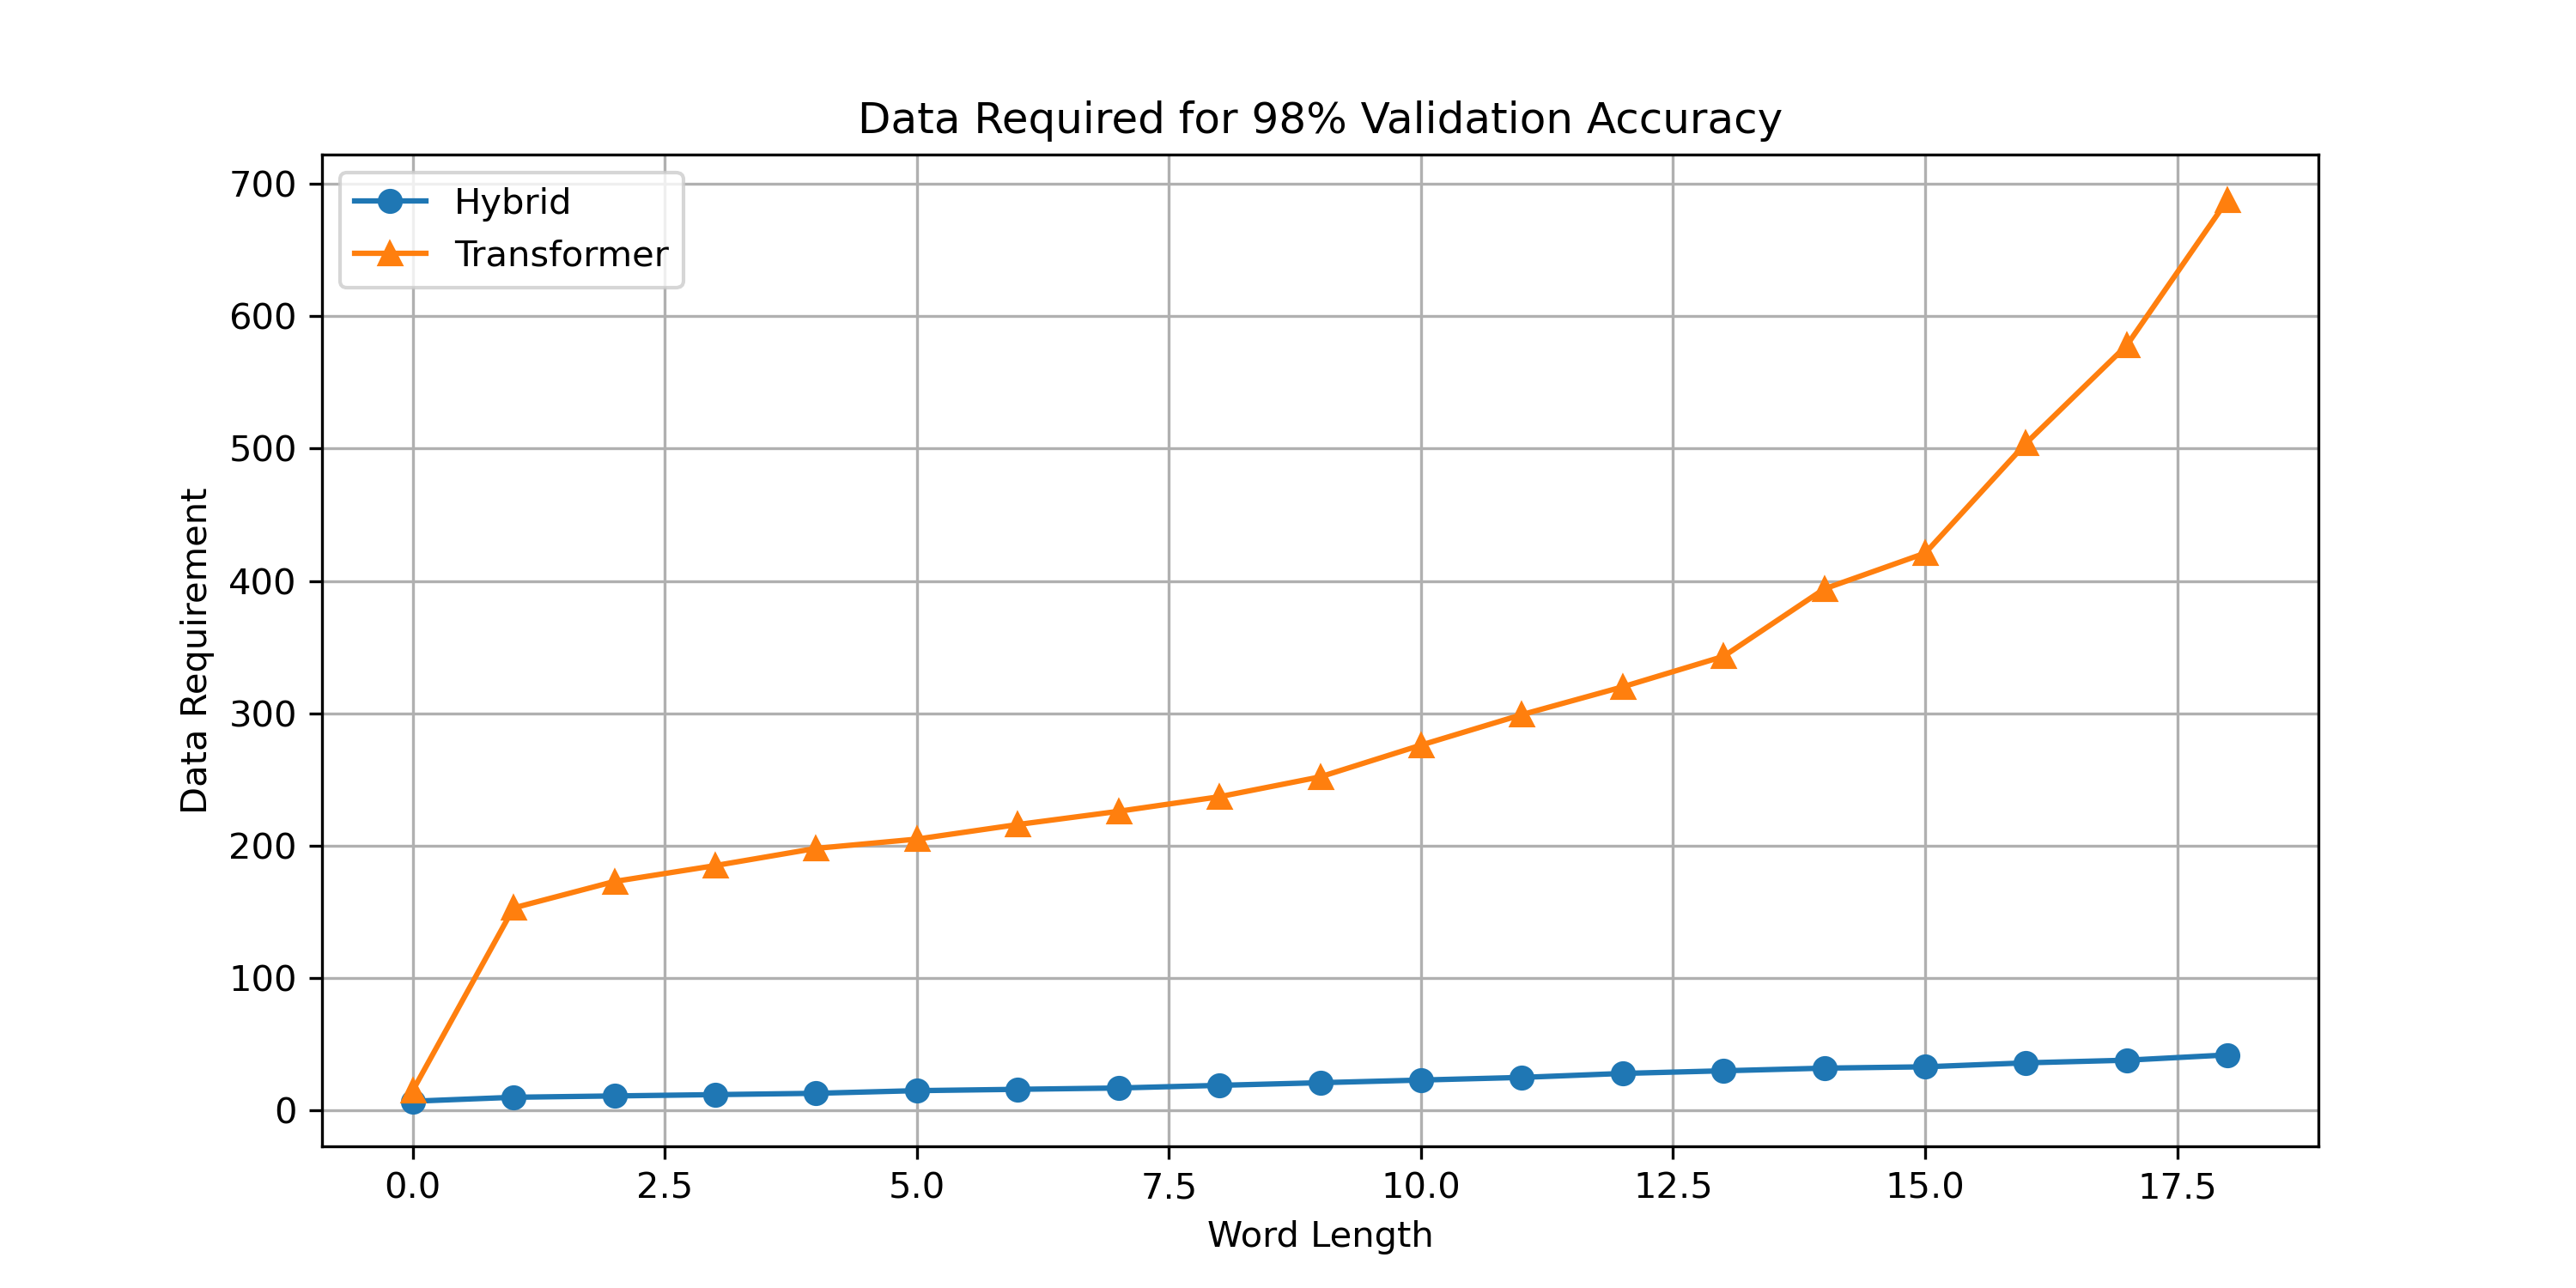 Data Required for 98% Validation Accuracy
Hybrid
Transformer
Data Requirement
700
600
500
400
300
200
100
0
0.0 2.5 5.0 7.5 10.0 12.5 15.0 17.5
Word Length